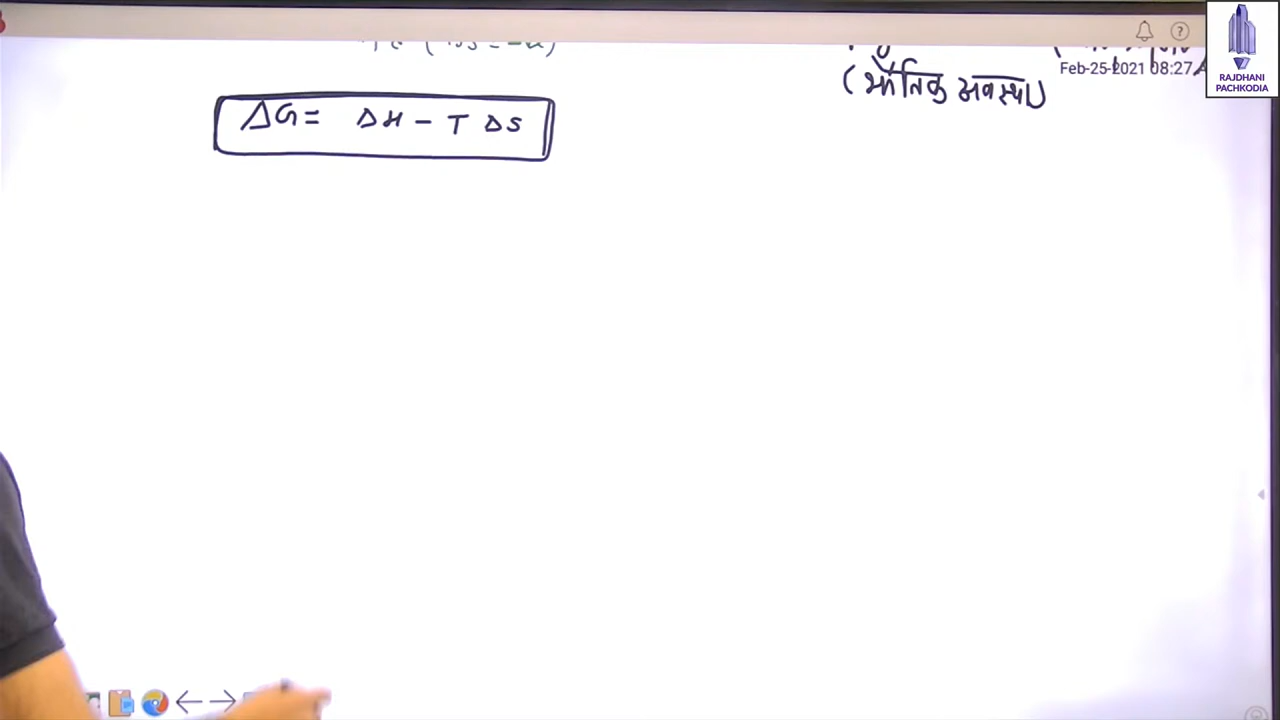 (भौतिक अवस्था)
Feb-25-2021 08:27
RAJDHANI
PACHKODIA
ΔG = ΔH - T ΔS